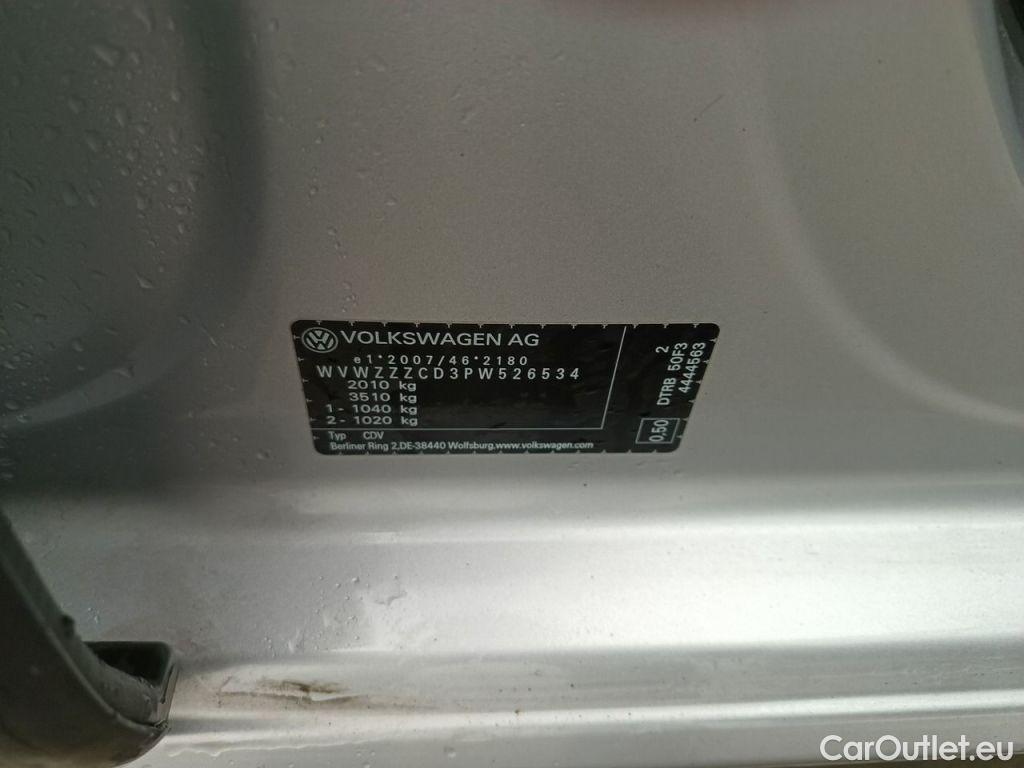 VOLKSWAGEN AG
e1*2007/46*2180
WVWZZZCD3PW526534
2010 kg
3510 kg
1 - 1040 kg
2 - 1020 kg
Typ CDV
Berliner Ring 2,DE-38440 Wolfsburg,www.volkswagen.com
2
DTRB 50F3
4444563
0,50
CarOutlet.eu